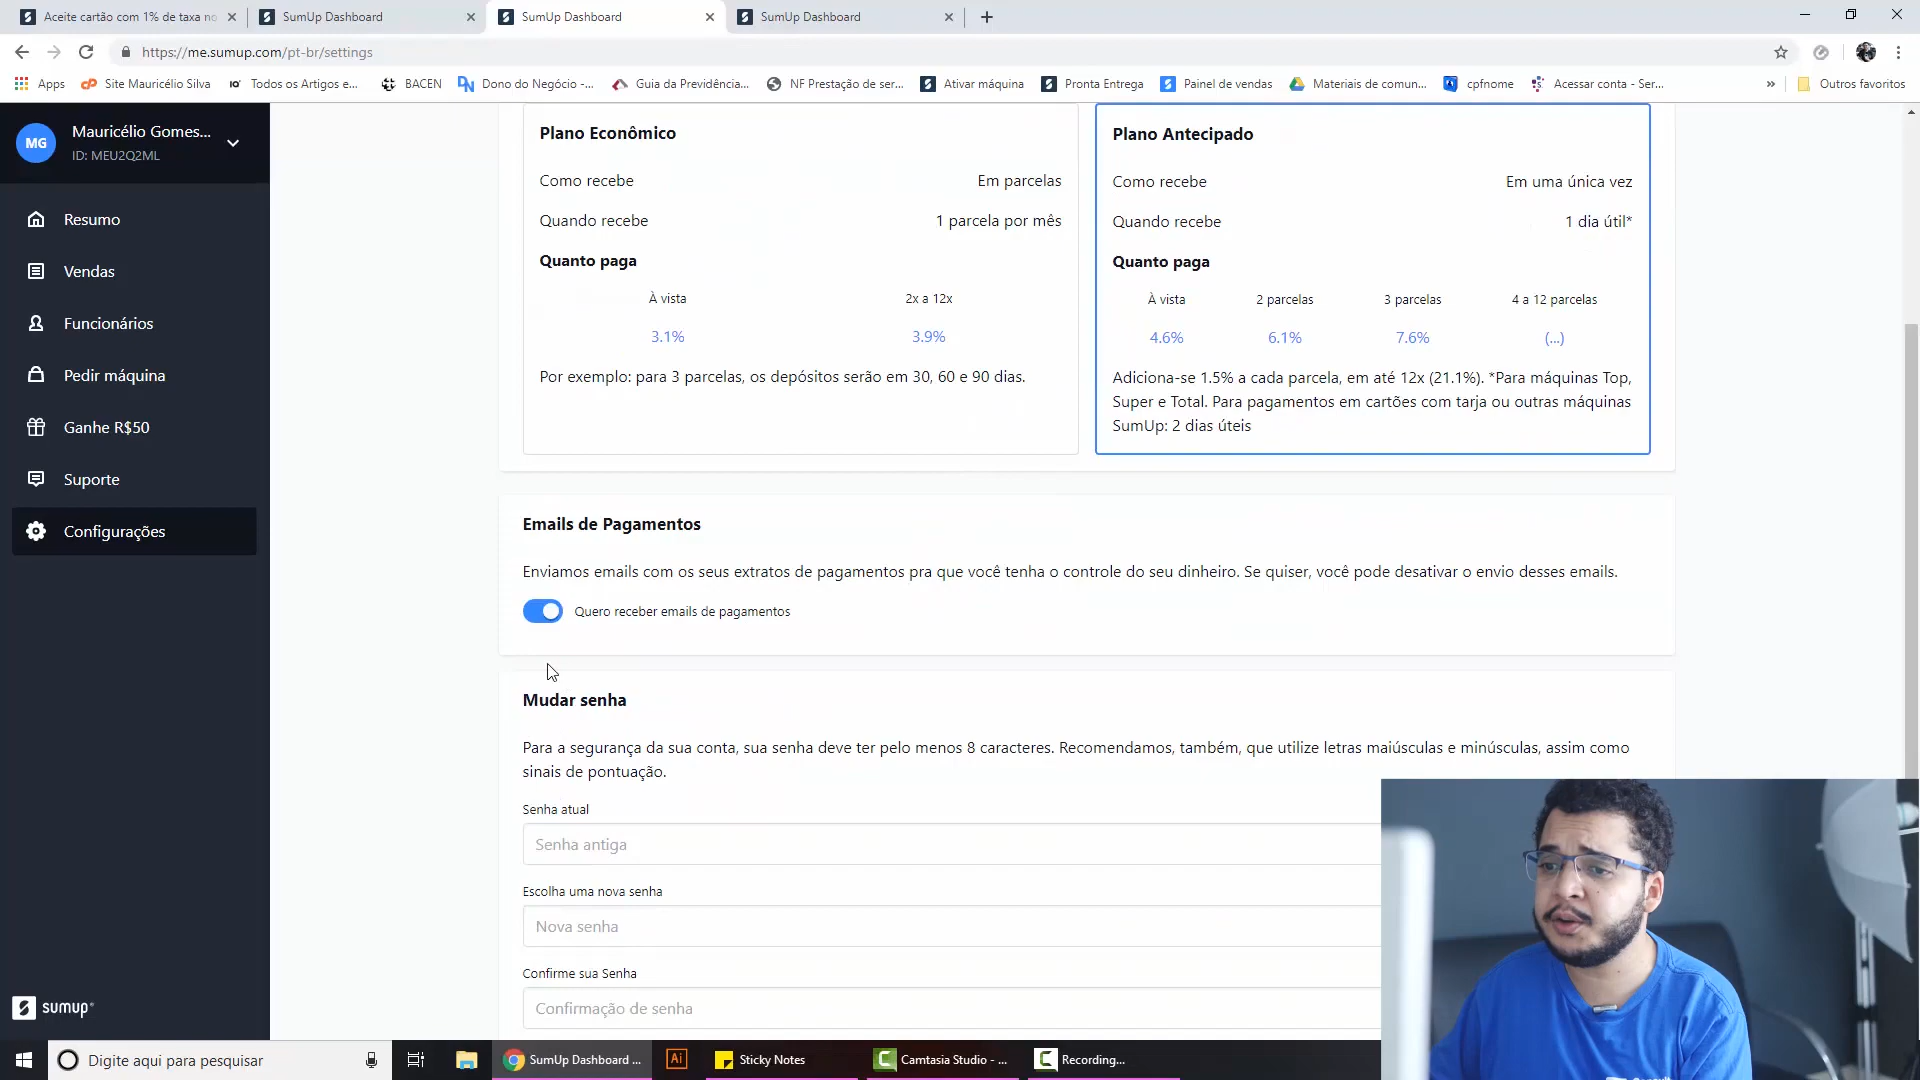 Aceite cartão com 1% de taxa no
SumUp Dashboard
SumUp Dashboard
SumUp Dashboard
https://me.sumup.com/pt-br/settings
Apps
Site Mauricélio Silva
Todos os Artigos e...
BACEN
Dono do Negócio -...
Guia da Previdência...
NF Prestação de ser...
Ativar máquina
Pronta Entrega
Painel de vendas
Materiais de comun...
cpfnome
Acessar conta - Ser...
»
Outros favoritos
MG
Mauricélio Gomes...
ID: MEU2Q2ML
Resumo
Vendas
Funcionários
Pedir máquina
Ganhe R$50
Suporte
Configurações
sumup®
Plano Econômico
Como recebe Em parcelas
Quando recebe 1 parcela por mês
Quanto paga
À vista 2x a 12x
3.1% 3.9%
Por exemplo: para 3 parcelas, os depósitos serão em 30, 60 e 90 dias.
Plano Antecipado
Como recebe Em uma única vez
Quando recebe 1 dia útil*
Quanto paga
À vista 2 parcelas 3 parcelas 4 a 12 parcelas
4.6% 6.1% 7.6% (...)
Adiciona-se 1.5% a cada parcela, em até 12x (21.1%). *Para máquinas Top,
Super e Total. Para pagamentos em cartões com tarja ou outras máquinas
SumUp: 2 dias úteis
Emails de Pagamentos
Enviamos emails com os seus extratos de pagamentos pra que você tenha o controle do seu dinheiro. Se quiser, você pode desativar o envio desses emails.
Quero receber emails de pagamentos
Mudar senha
Para a segurança da sua conta, sua senha deve ter pelo menos 8 caracteres. Recomendamos, também, que utilize letras maiúsculas e minúsculas, assim como
sinais de pontuação.
Senha atual
Senha antiga
Escolha uma nova senha
Nova senha
Confirme sua Senha
Confirmação de senha
Digite aqui para pesquisar
SumUp Dashboard ...
Ai
Sticky Notes
Camtasia Studio - ...
Recording...